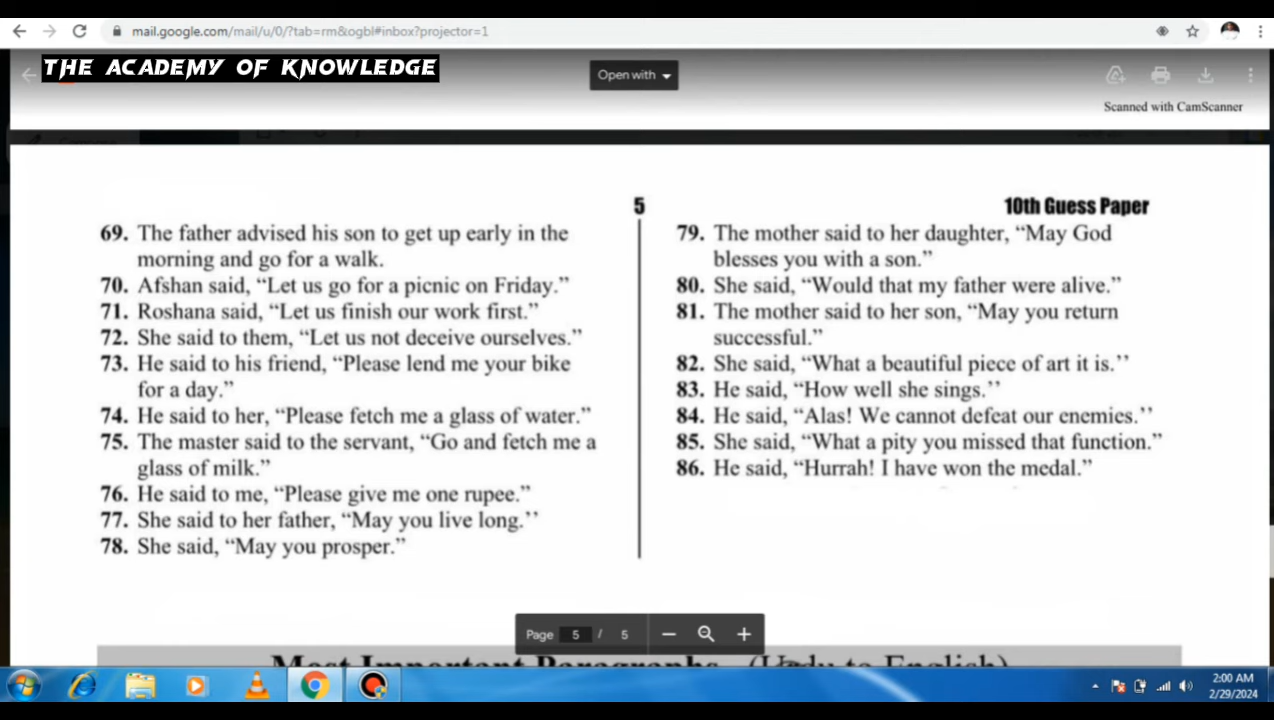 mail.google.com/mail/u/0/?tab=rm&ogbl#inbox?projector=1
THE ACADEMY OF KNOWLEDGE
Open with
Scanned with CamScanner
5
10th Guess Paper
69. The father advised his son to get up early in the
morning and go for a walk.
70. Afshan said, “Let us go for a picnic on Friday.”
71. Roshana said, “Let us finish our work first.”
72. She said to them, “Let us not deceive ourselves.”
73. He said to his friend, “Please lend me your bike
for a day.”
74. He said to her, “Please fetch me a glass of water.”
75. The master said to the servant, “Go and fetch me a
glass of milk.”
76. He said to me, “Please give me one rupee.”
77. She said to her father, “May you live long.’’
78. She said, “May you prosper.”
79. The mother said to her daughter, “May God
blesses you with a son.”
80. She said, “Would that my father were alive.”
81. The mother said to her son, “May you return
successful.”
82. She said, “What a beautiful piece of art it is.’’
83. He said, “How well she sings.’’
84. He said, “Alas! We cannot defeat our enemies.’’
85. She said, “What a pity you missed that function.”
86. He said, “Hurrah! I have won the medal.”
Page 5 / 5
Most Important Paragraphs (Urdu to English)
2:00 AM
2/29/2024